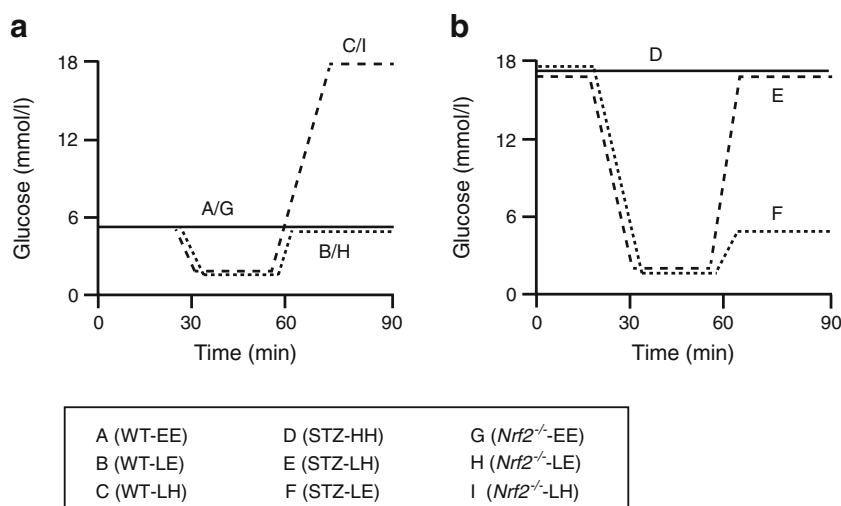 a
C/I
18
12
6
0
Glucose (mmol/l)
A/G
B/H
0 30 60 90
Time (min)
b
D
18
12
6
0
Glucose (mmol/l)
E
F
0 30 60 90
Time (min)
A (WT-EE) D (STZ-HH) G (Nrf2-/--EE)
B (WT-LE) E (STZ-LH) H (Nrf2-/--LE)
C (WT-LH) F (STZ-LE) I (Nrf2-/--LH)